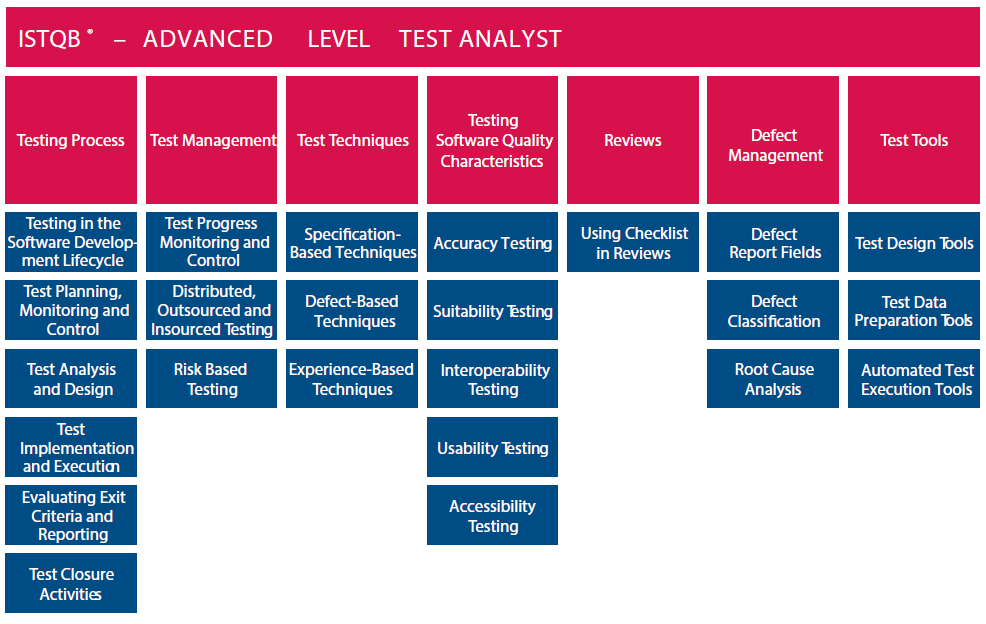 ISTQB® – ADVANCED LEVEL TEST ANALYST
Testing Process
Test Management
Test Techniques
Testing
Software Quality
Characteristics
Reviews
Defect
Management
Test Tools
Testing in the
Software Develop-
ment Lifecycle
Test Progress
Monitoring and
Control
Specification-
Based Techniques
Accuracy Testing
Using Checklist
in Reviews
Defect
Report Fields
Test Design Tools
Test Planning,
Monitoring and
Control
Distributed,
Outsourced and
Insourced Testing
Defect-Based
Techniques
Suitability Testing
Defect
Classification
Test Data
Preparation Tools
Test Analysis
and Design
Risk Based
Testing
Experience-Based
Techniques
Interoperability
Testing
Root Cause
Analysis
Automated Test
Execution Tools
Test
Implementation
and Execution
Usability Testing
Evaluating Exit
Criteria and
Reporting
Accessibility
Testing
Test Closure
Activities